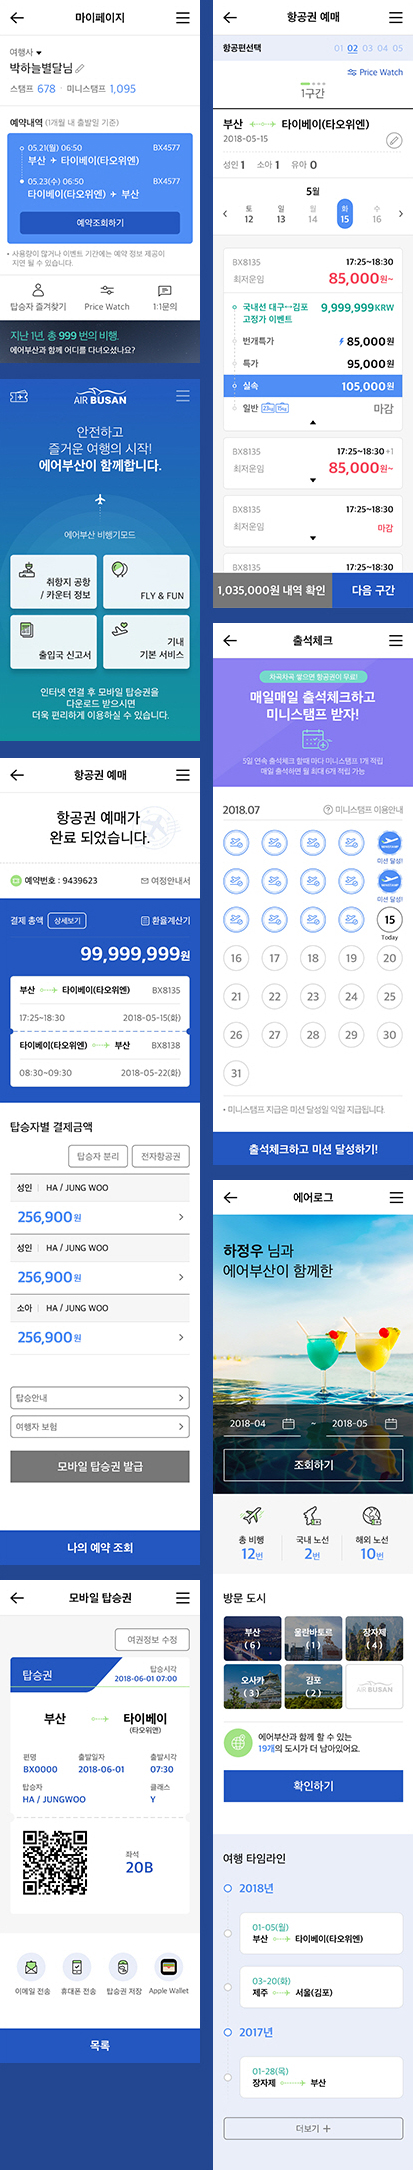 마이페이지
여행사
박하늘별달님
스탬프 678 · 미니스탬프 1,095
예약내역 (1개월 내 출발일 기준)
05.21(월) 06:50 BX4577
부산 타이베이(타오위엔)
05.23(수) 06:50 BX4577
타이베이(타오위엔) 부산
예약조회하기
• 사용량이 많거나 이벤트 기간에는 예약 정보 제공이
지연 될 수 있습니다.
탑승자 즐겨찾기 Price Watch 1:1문의
지난 1년, 총 999 번의 비행.
에어부산과 함께 어디를 다녀오셨나요?
AIR BUSAN
안전하고
즐거운 여행의 시작!
에어부산이 함께합니다.
에어부산 비행기모드
취항지 공항
/ 카운터 정보
FLY & FUN
출입국 신고서
기내
기본 서비스
인터넷 연결 후 모바일 탑승권을
다운로드 받으시면
더욱 편리하게 이용하실 수 있습니다.
항공권 예매
항공권 예매가
완료 되었습니다.
예약번호 : 9439623 여정안내서
결제 총액 상세보기 환율계산기
99,999,999원
부산 타이베이(타오위엔) BX8135
17:25~18:30 2018-05-15(화)
타이베이(타오위엔) 부산 BX8138
08:30~09:30 2018-05-22(화)
탑승자별 결제금액
탑승자 분리 전자항공권
성인 HA / JUNG WOO
256,900원
성인 HA / JUNG WOO
256,900원
소아 HA / JUNG WOO
256,900원
탑승안내
여행자 보험
모바일 탑승권 발급
나의 예약 조회
모바일 탑승권
여권정보 수정
탑승권 탑승시각
2018-06-01 07:00
부산 타이베이
(타오위엔)
편명 출발일자 출발시각
BX0000 2018-06-01 07:30
탑승자 클래스
HA / JUNGWOO Y
좌석
20B
이메일 전송 휴대폰 전송 탑승권 저장 Apple Wallet
목록
항공권 예매
항공편선택 01 02 03 04 05
Price Watch
1구간
부산 타이베이(타오위엔)
2018-05-15
성인 1 소아 1 유아 0
5월
토 일 월 화 수
12 13 14 15 16
BX8135 17:25~18:30
최저운임 85,000원~
국내선 대구↔김포 9,999,999KRW
고정가 이벤트
번개특가 85,000원
특가 95,000원
실속 105,000원
일반 23kg 15kg 마감
BX8135 17:25~18:30 +1
최저운임 85,000원~
BX8135 17:25~18:30
최저운임 마감
BX8135 17:25~18:30
1,035,000원 내역 확인 다음 구간
출석체크
차곡차곡 쌓으면 항공권이 무료!
매일매일 출석체크하고
미니스탬프 받자!
5일 연속 출석체크 할때 마다 미니스탬프 1개 적립
매일 출석하면 월 최대 6개 적립 가능
2018.07 미니스탬프 이용안내
미션 달성!
미션 달성!
15
Today
16 17 18 19 20
21 22 23 24 25
26 27 28 29 30
31
• 미니스탬프 지급은 미션 달성일 익일 지급됩니다.
출석체크하고 미션 달성하기!
에어로그
하정우 님과
에어부산이 함께한
2018-04 ~ 2018-05
조회하기
총 비행 국내 노선 해외 노선
12번 2번 10번
방문 도시
부산 울란바토르 장자제
( 6 ) ( 1 ) ( 4 )
오사카 김포 AIR BUSAN
( 3 ) ( 2 )
에어부산과 함께 할 수 있는
19개의 도시가 더 남아있어요.
확인하기
여행 타임라인
2018년
01-05(월)
부산 타이베이(타오위엔)
03-20(화)
제주 서울(김포)
2017년
01-28(목)
장자제 부산
더보기 +